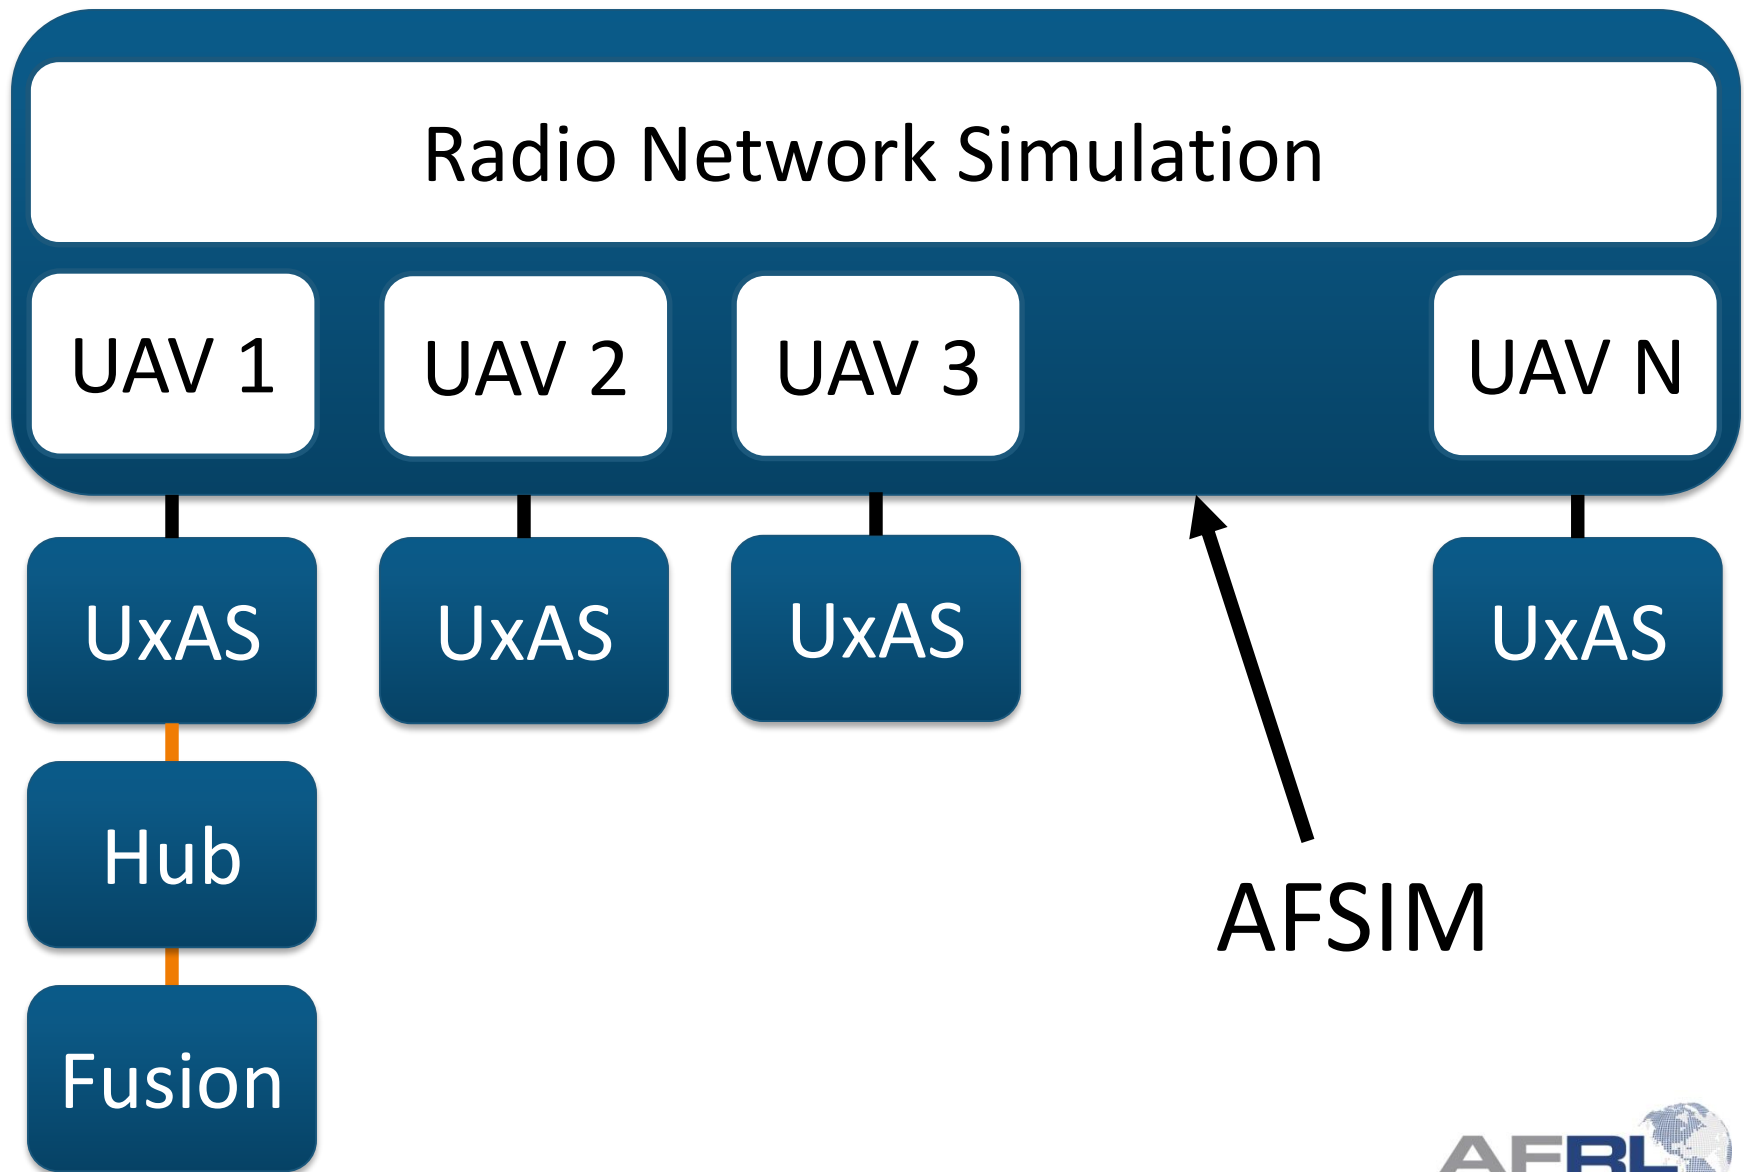 Radio Network Simulation
UAV 1
UAV 2
UAV 3
UAV N
UxAS
UxAS
UxAS
UxAS
Hub
AFSIM
Fusion
AFRL